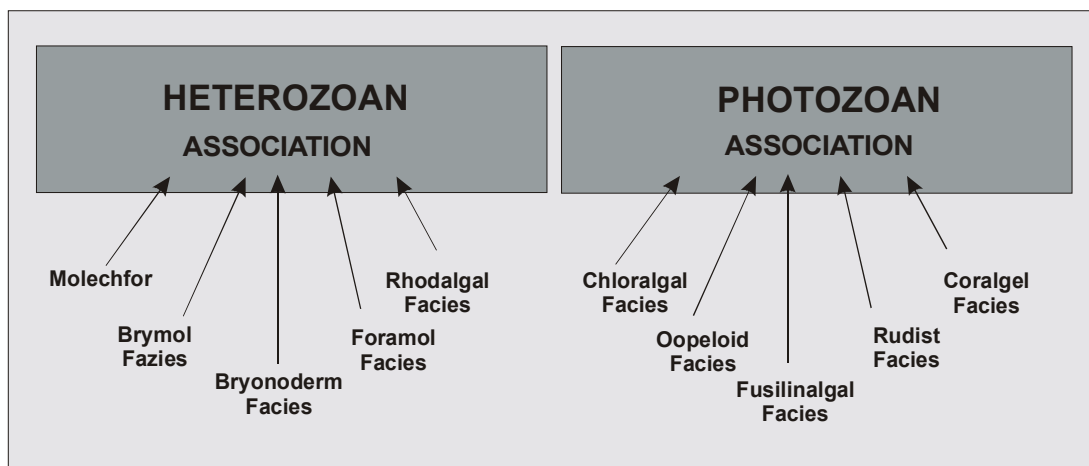 HETEROZOAN
ASSOCIATION
Molechfor
Brymol
Fazies
Bryonoderm
Facies
Foramol
Facies
Rhodalgal
Facies
PHOTOZOAN
ASSOCIATION
Chloralgal
Facies
Oopeloid
Facies
Fusilinalgal
Facies
Rudist
Facies
Coralgel
Facies